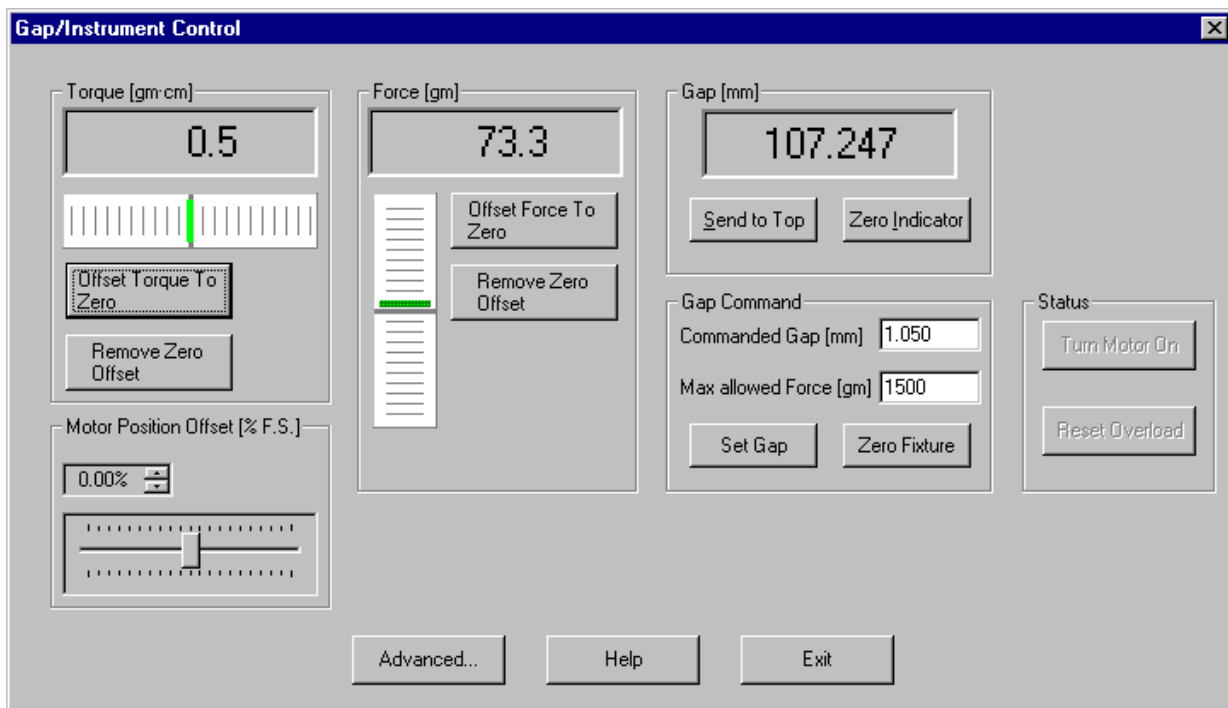 Gap/Instrument Control
Torque [gm·cm]
0.5
Offset Torque To
Zero
Remove Zero
Offset
Motor Position Offset [% F.S.]
0.00%
Force [gm]
73.3
Offset Force To
Zero
Remove Zero
Offset
Gap [mm]
107.247
Send to Top
Zero Indicator
Gap Command
Commanded Gap [mm]
1.050
Max allowed Force [gm]
1500
Set Gap
Zero Fixture
Status
Turn Motor On
Reset Overload
Advanced...
Help
Exit